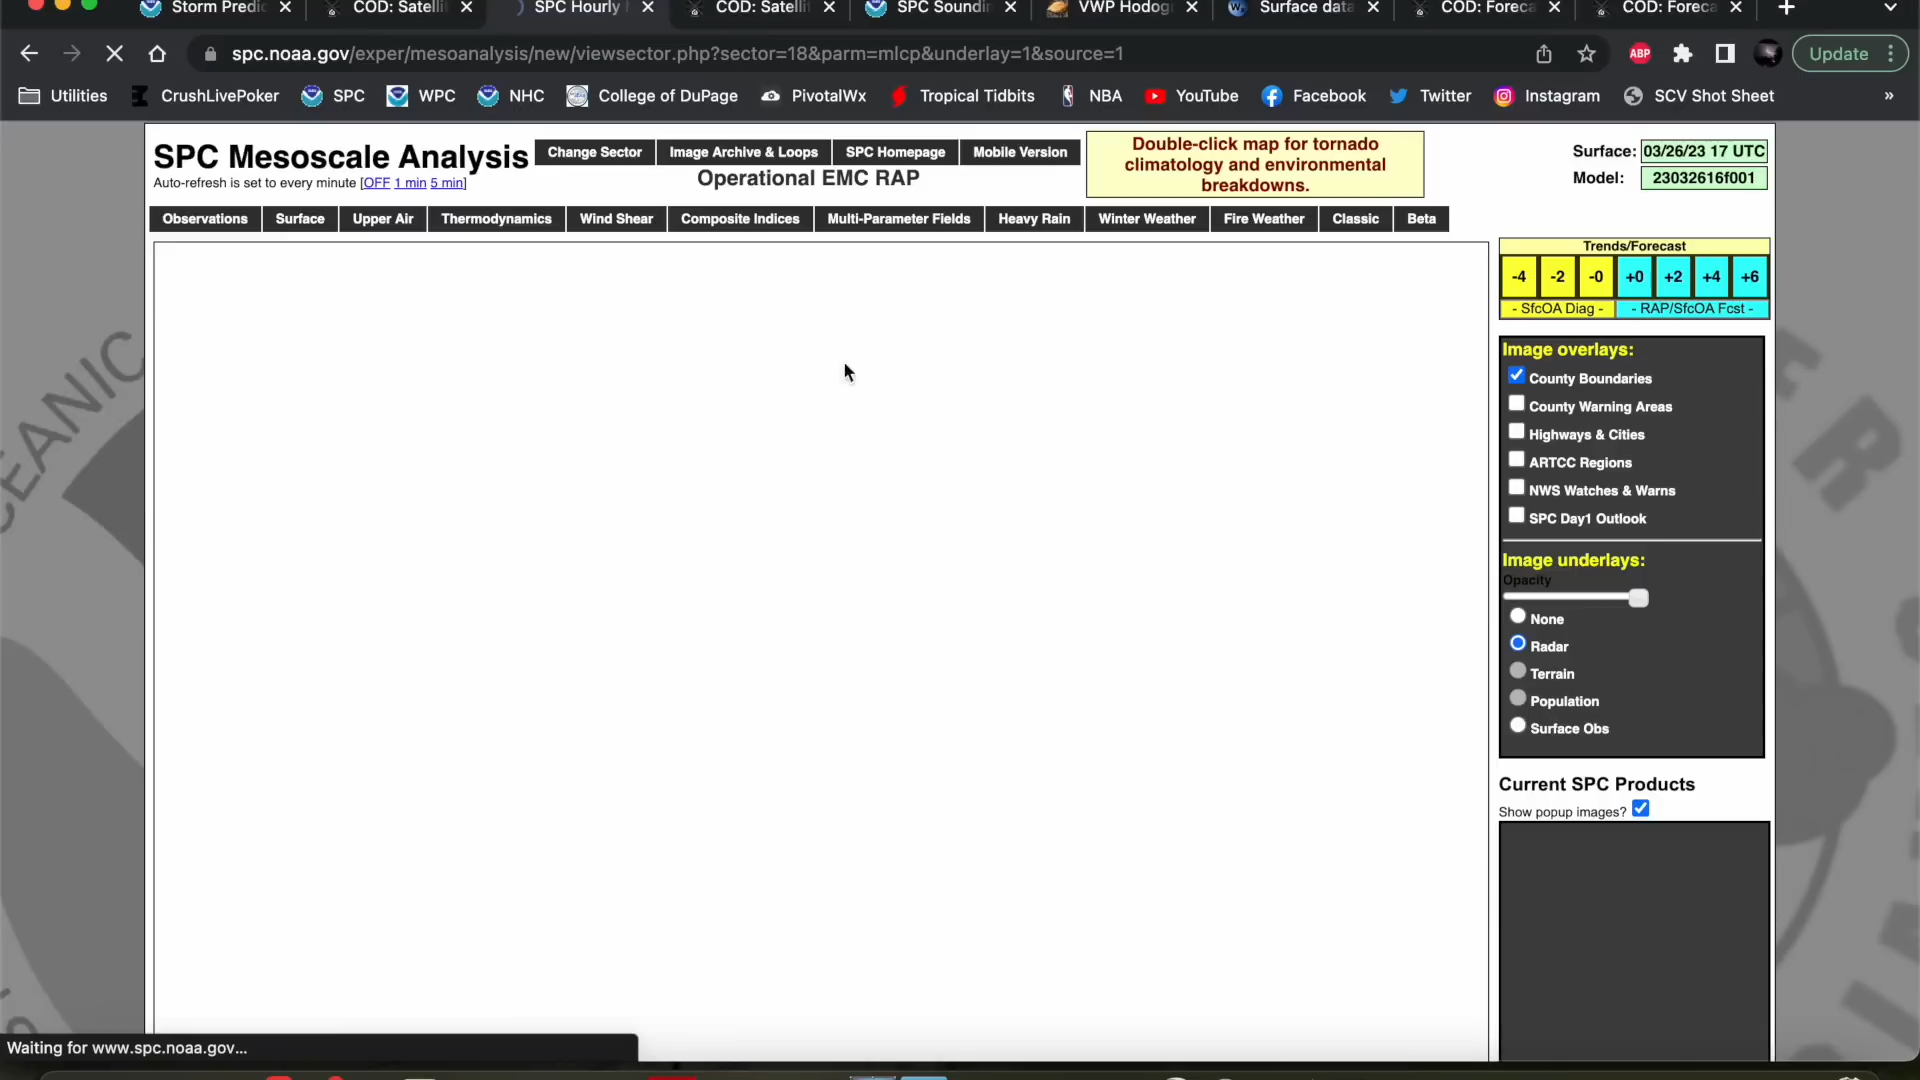 Storm Predic
COD: Satelli
SPC Hourly
COD: Satelli
SPC Soundin
VWP Hodog
Surface data
COD: Foreca
COD: Foreca
spc.noaa.gov/exper/mesoanalysis/new/viewsector.php?sector=18&parm=mlcp&underlay=1&source=1
ABP
Update
Utilities
CrushLivePoker
SPC
WPC
NHC
College of DuPage
PivotalWx
Tropical Tidbits
NBA
YouTube
Facebook
Twitter
Instagram
SCV Shot Sheet
»
SPC Mesoscale Analysis
Auto-refresh is set to every minute [OFF 1 min 5 min]
Change Sector
Image Archive & Loops
SPC Homepage
Mobile Version
Operational EMC RAP
Double-click map for tornado
climatology and environmental
breakdowns.
Surface: 03/26/23 17 UTC
Model: 23032616f001
Observations
Surface
Upper Air
Thermodynamics
Wind Shear
Composite Indices
Multi-Parameter Fields
Heavy Rain
Winter Weather
Fire Weather
Classic
Beta
Trends/Forecast
-4 -2 -0 +0 +2 +4 +6
- SfcOA Diag - - RAP/SfcOA Fcst -
Image overlays:
County Boundaries
County Warning Areas
Highways & Cities
ARTCC Regions
NWS Watches & Warns
SPC Day1 Outlook
Image underlays:
Opacity
None
Radar
Terrain
Population
Surface Obs
Current SPC Products
Show popup images?
EANIC
Waiting for www.spc.noaa.gov...